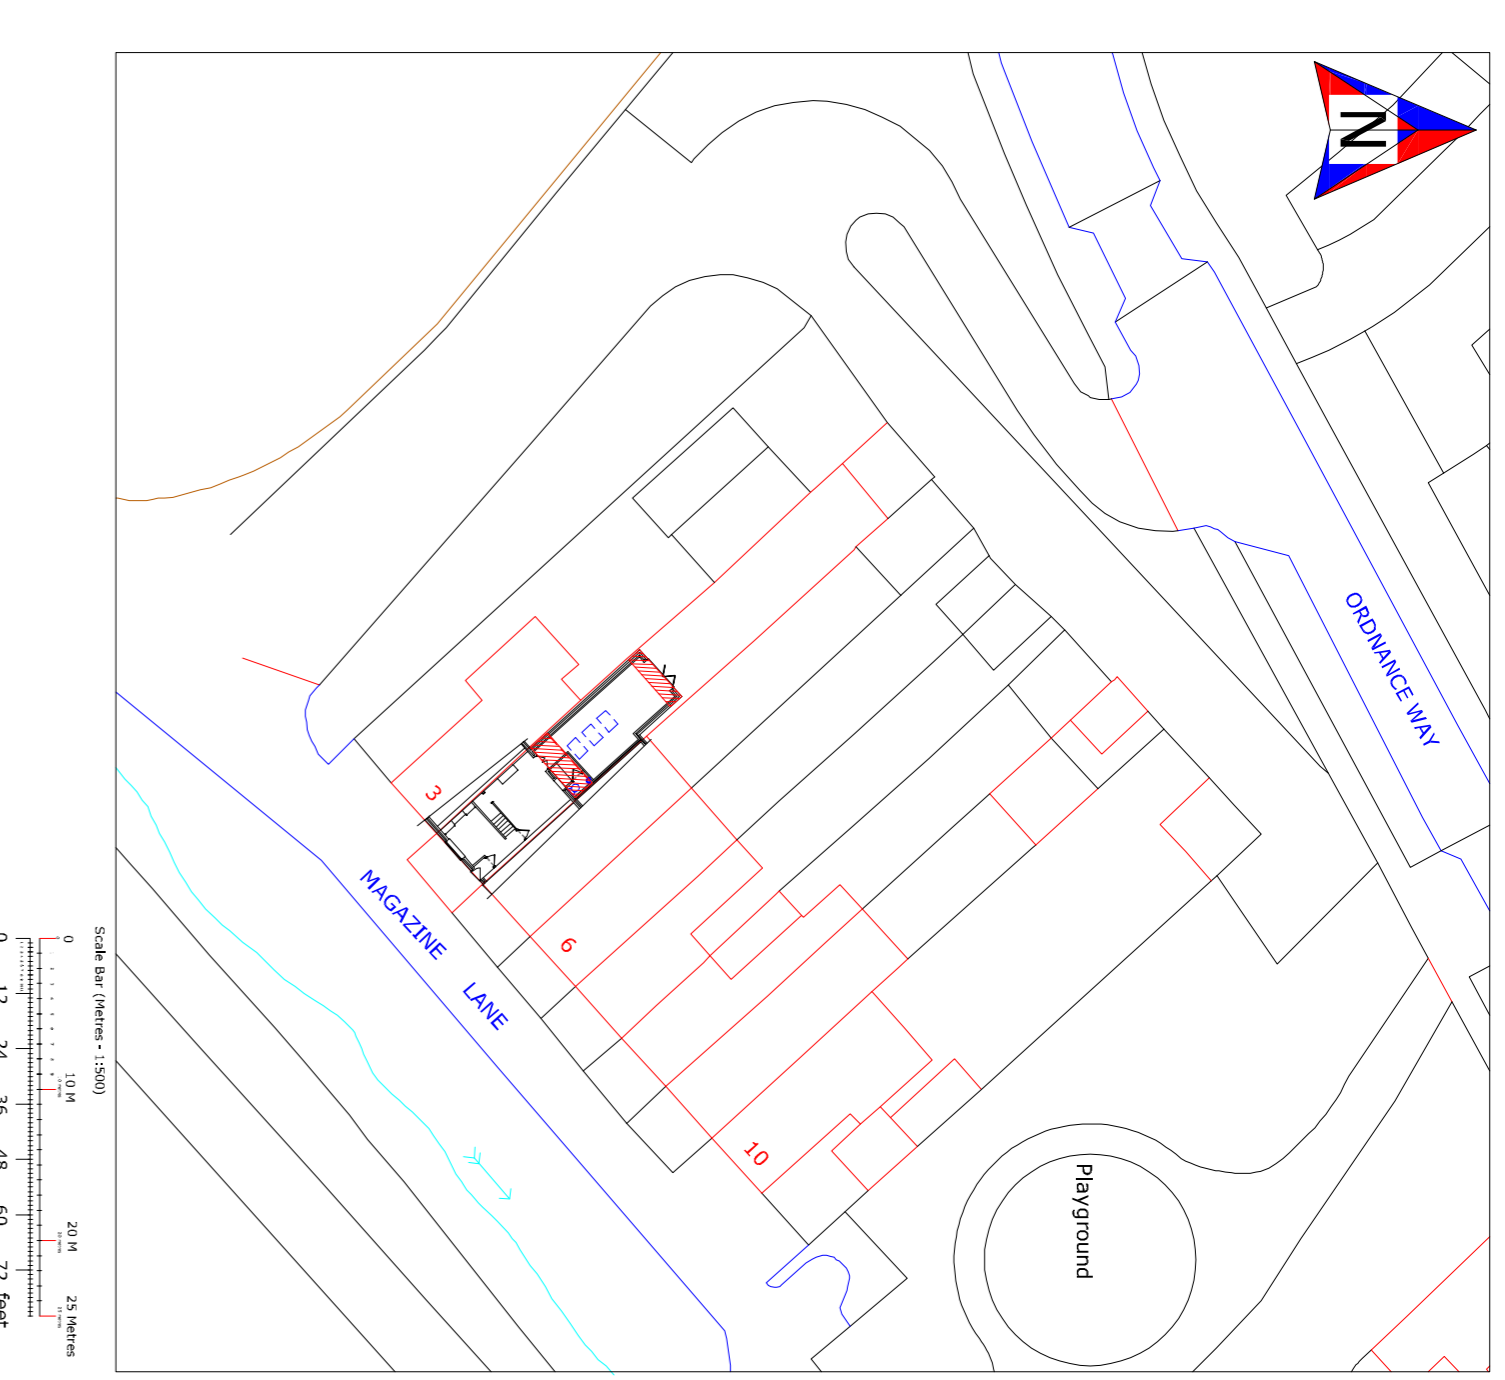 N
ORDNANCE WAY
3
6
MAGAZINE
LANE
10
Playground
Scale Bar (Metres - 1:500)
0 10 M 20 M 25 Metres
0 12 24 36 48 60 72 feet